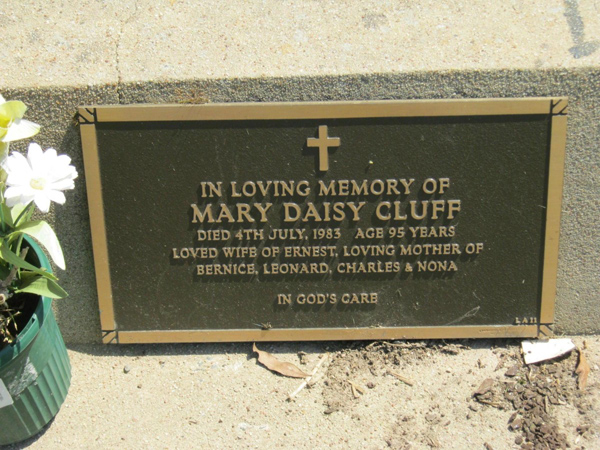 IN LOVING MEMORY OF
MARY DAISY CLUFF
DIED 4TH JULY, 1983 AGE 95 YEARS
LOVED WIFE OF ERNEST, LOVING MOTHER OF
BERNICE, LEONARD, CHARLES & NONA
IN GOD'S CARE
LA11